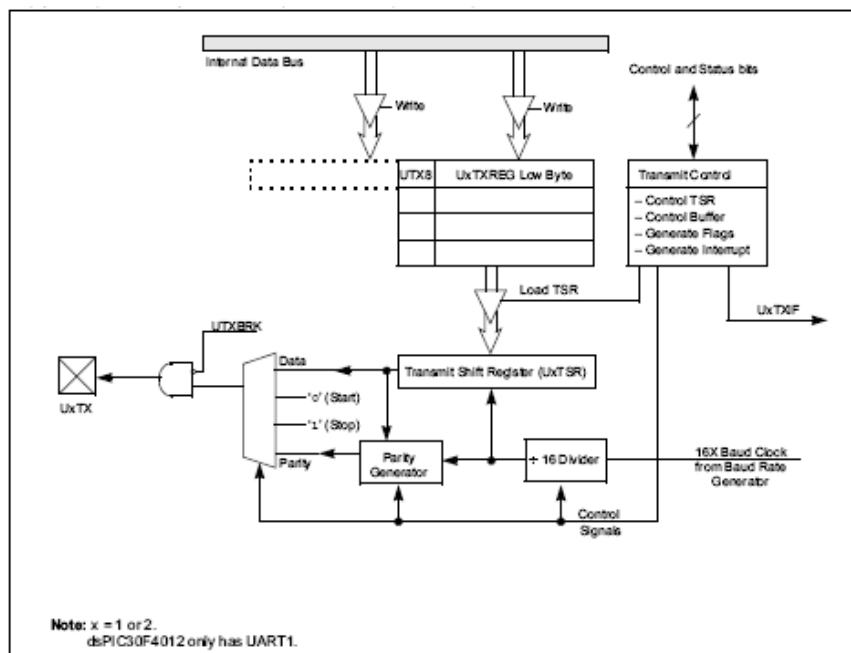 Internal Data Bus
Control and Status bits
Write
Write
UTX8
UxTXREG Low Byte
Transmit Control
– Control TSR
– Control Buffer
– Generate Flags
– Generate Interrupt
Load TSR
UxTXIF
UTXBRK
Data
Transmit Shift Register (UxTSR)
UxTX
'0' (Start)
'1' (Stop)
Parity
Parity
Generator
÷ 16 Divider
16X Baud Clock
from Baud Rate
Generator
Control
Signals
Note: x = 1 or 2.
dsPIC30F4012 only has UART1.